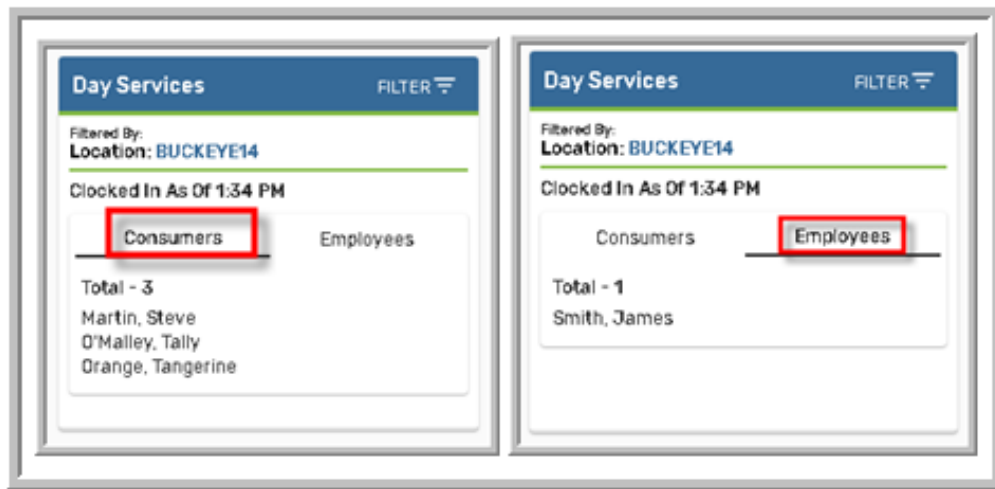 Day Services FILTER
Filtered By:
Location: BUCKEYE14
Clocked In As Of 1:34 PM
Consumers Employees
Total - 3
Martin, Steve
O'Malley, Tally
Orange, Tangerine
Day Services FILTER
Filtered By:
Location: BUCKEYE14
Clocked In As Of 1:34 PM
Consumers Employees
Total - 1
Smith, James